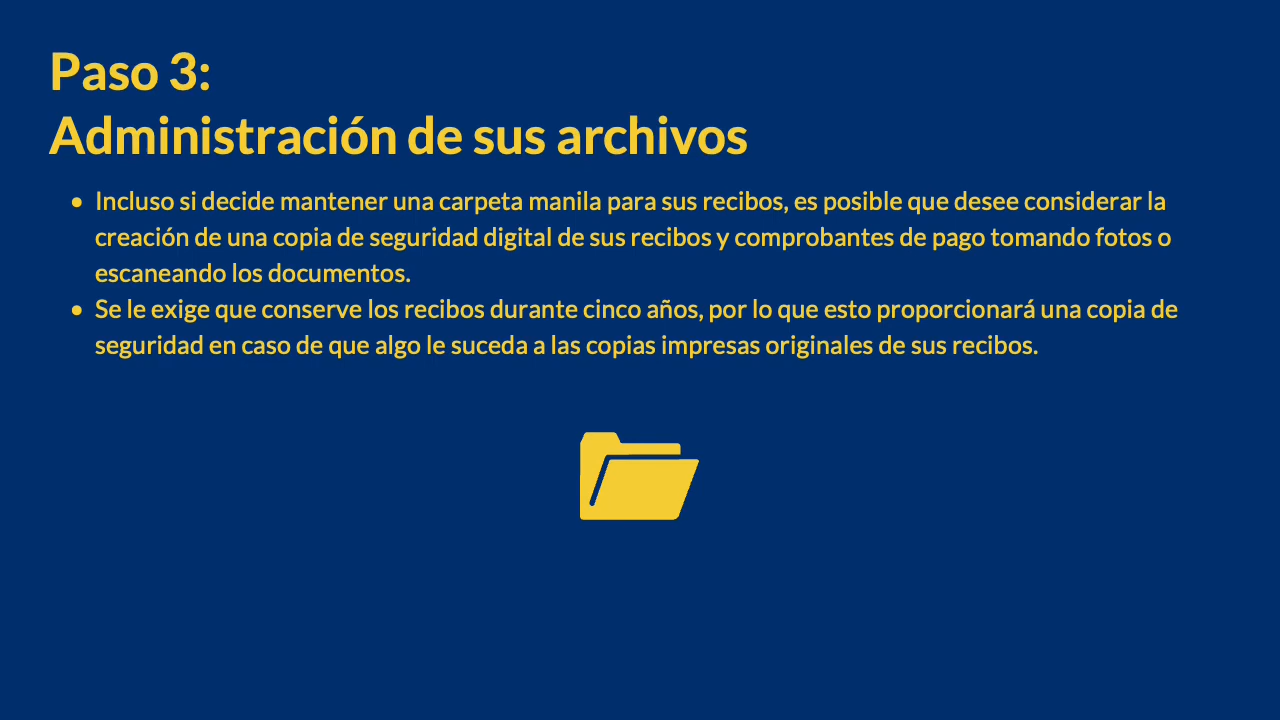 Paso 3:
Administración de sus archivos
• Incluso si decide mantener una carpeta manila para sus recibos, es posible que desee considerar la
creación de una copia de seguridad digital de sus recibos y comprobantes de pago tomando fotos o
escaneando los documentos.
• Se le exige que conserve los recibos durante cinco años, por lo que esto proporcionará una copia de
seguridad en caso de que algo le suceda a las copias impresas originales de sus recibos.